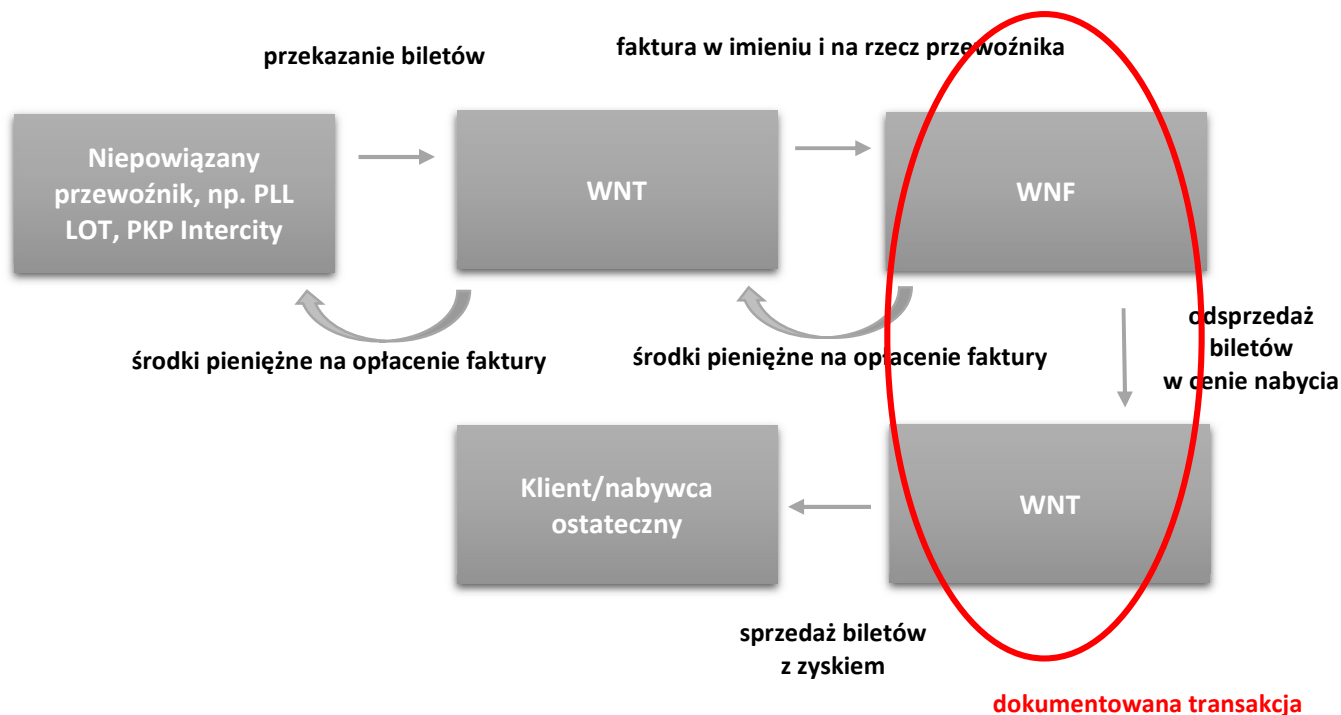 przekazanie biletów
faktura w imieniu i na rzecz przewoźnika
Niepowiązany
przewoźnik, np. PLL
LOT, PKP Intercity
WNT
WNF
środki pieniężne na opłacenie faktury
środki pieniężne na opłacenie faktury
odsprzedaż
biletów
w cenie nabycia
Klient/nabywca
ostateczny
WNT
sprzedaż biletów
z zyskiem
dokumentowana transakcja